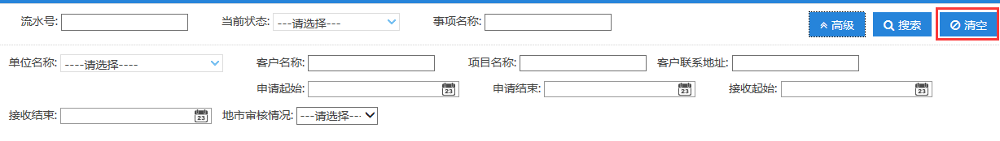 流水号: 当前状态: ---请选择--- 事项名称: 高级 搜索 清空
单位名称: ----请选择---- 客户名称: 项目名称: 客户联系地址:
申请起始: 23 申请结束: 23 接收起始: 23
接收结束: 23 地市审核情况: ---请选择---